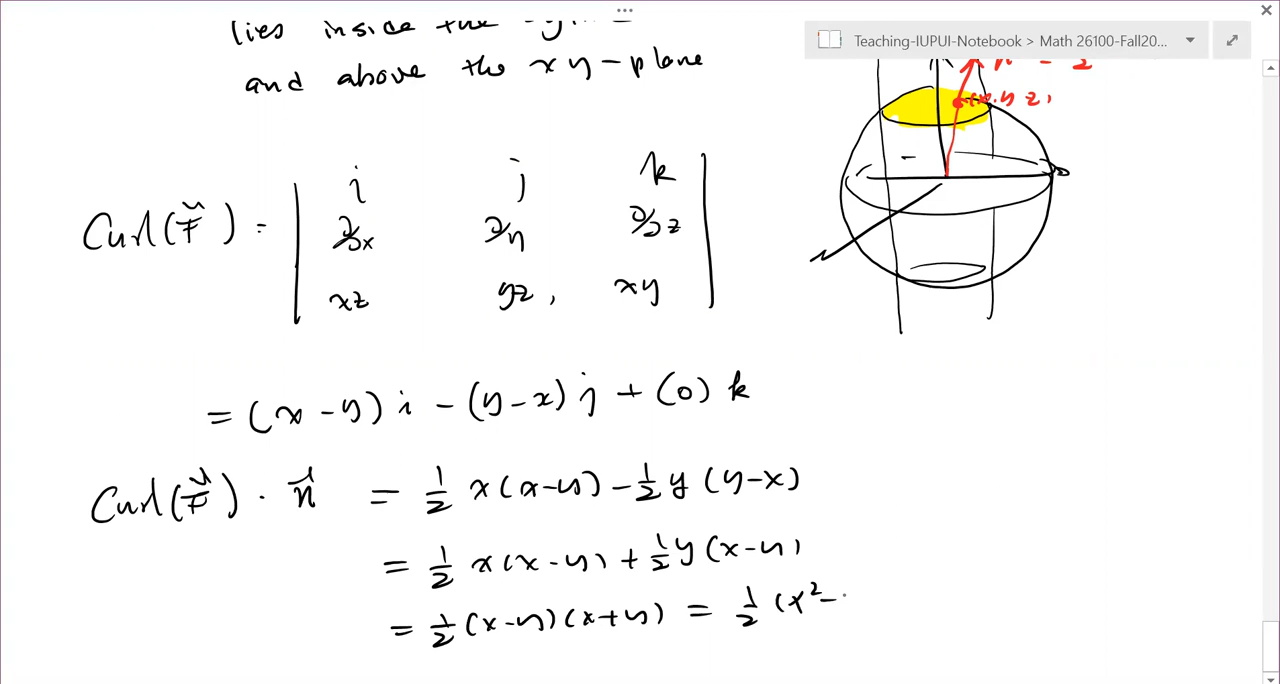 lies inside the
and above the xy-plane
Teaching-IUPUI-Notebook > Math 26100-Fall20...
(x, y, z)
i j k
Curl(F) = ∂/∂x ∂/∂y ∂/∂z
xz yz, xy
= (x-y) i - (y-x) j + (0) k
Curl(F) · n = 1/2 x(x-y) - 1/2 y (y-x)
= 1/2 x(x-y) + 1/2 y(x-y)
= 1/2 (x-y)(x+y) = 1/2 (x² -